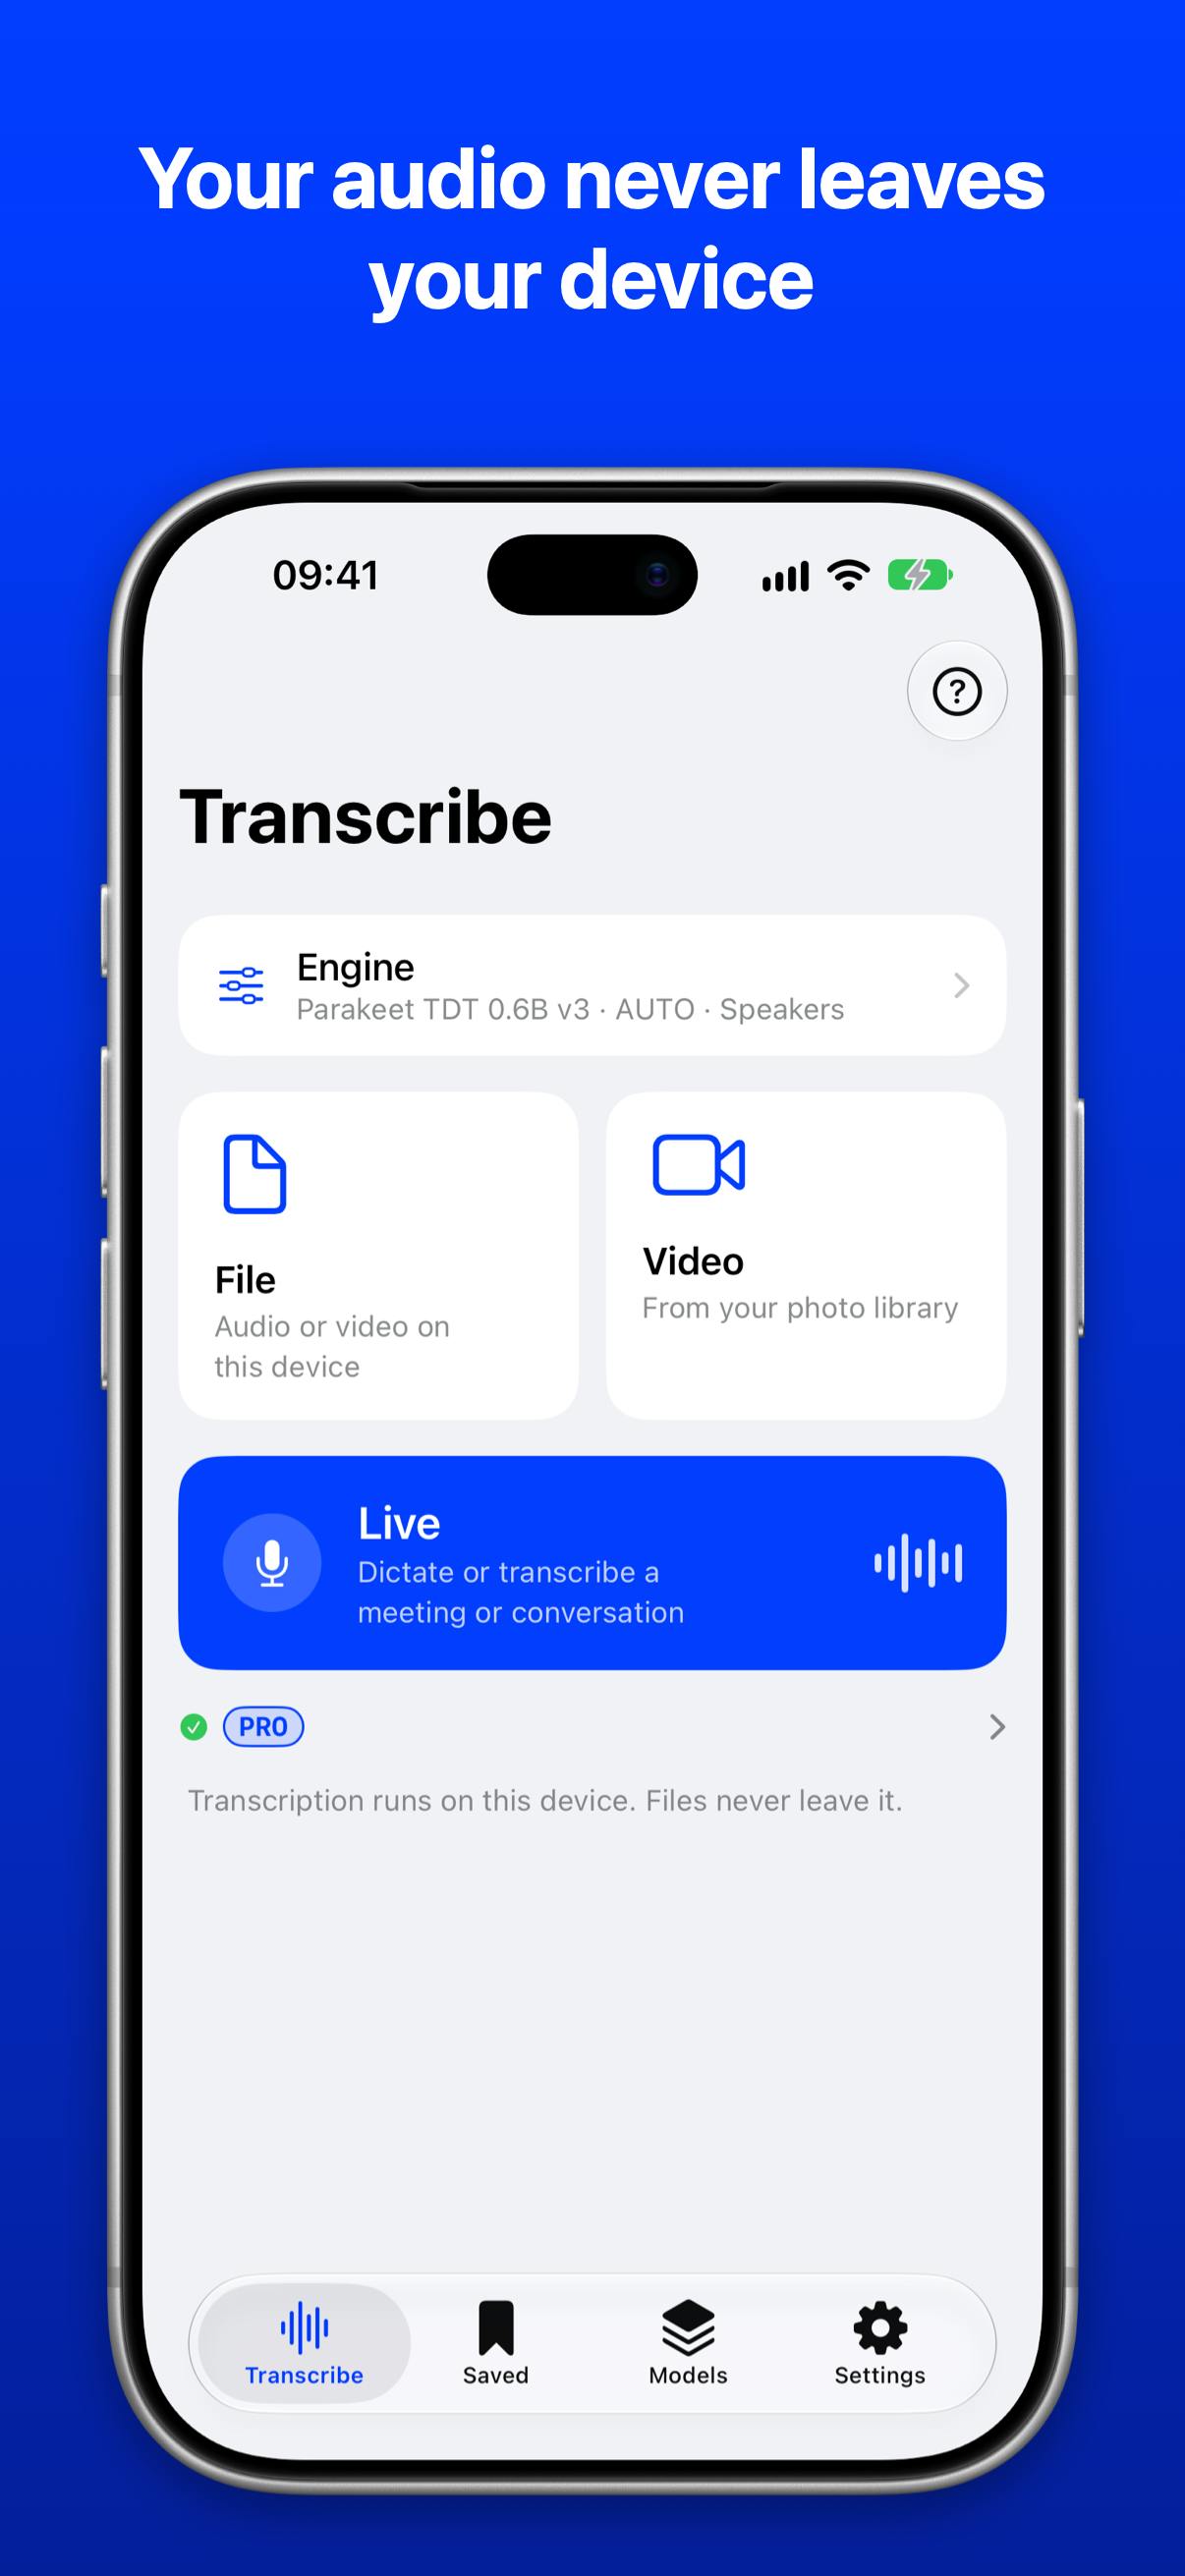 Your audio never leaves
your device
09:41
Transcribe
Engine
Parakeet TDT 0.6B v3 · AUTO · Speakers
File
Audio or video on
this device
Video
From your photo library
Live
Dictate or transcribe a
meeting or conversation
PRO
Transcription runs on this device. Files never leave it.
Transcribe
Saved
Models
Settings